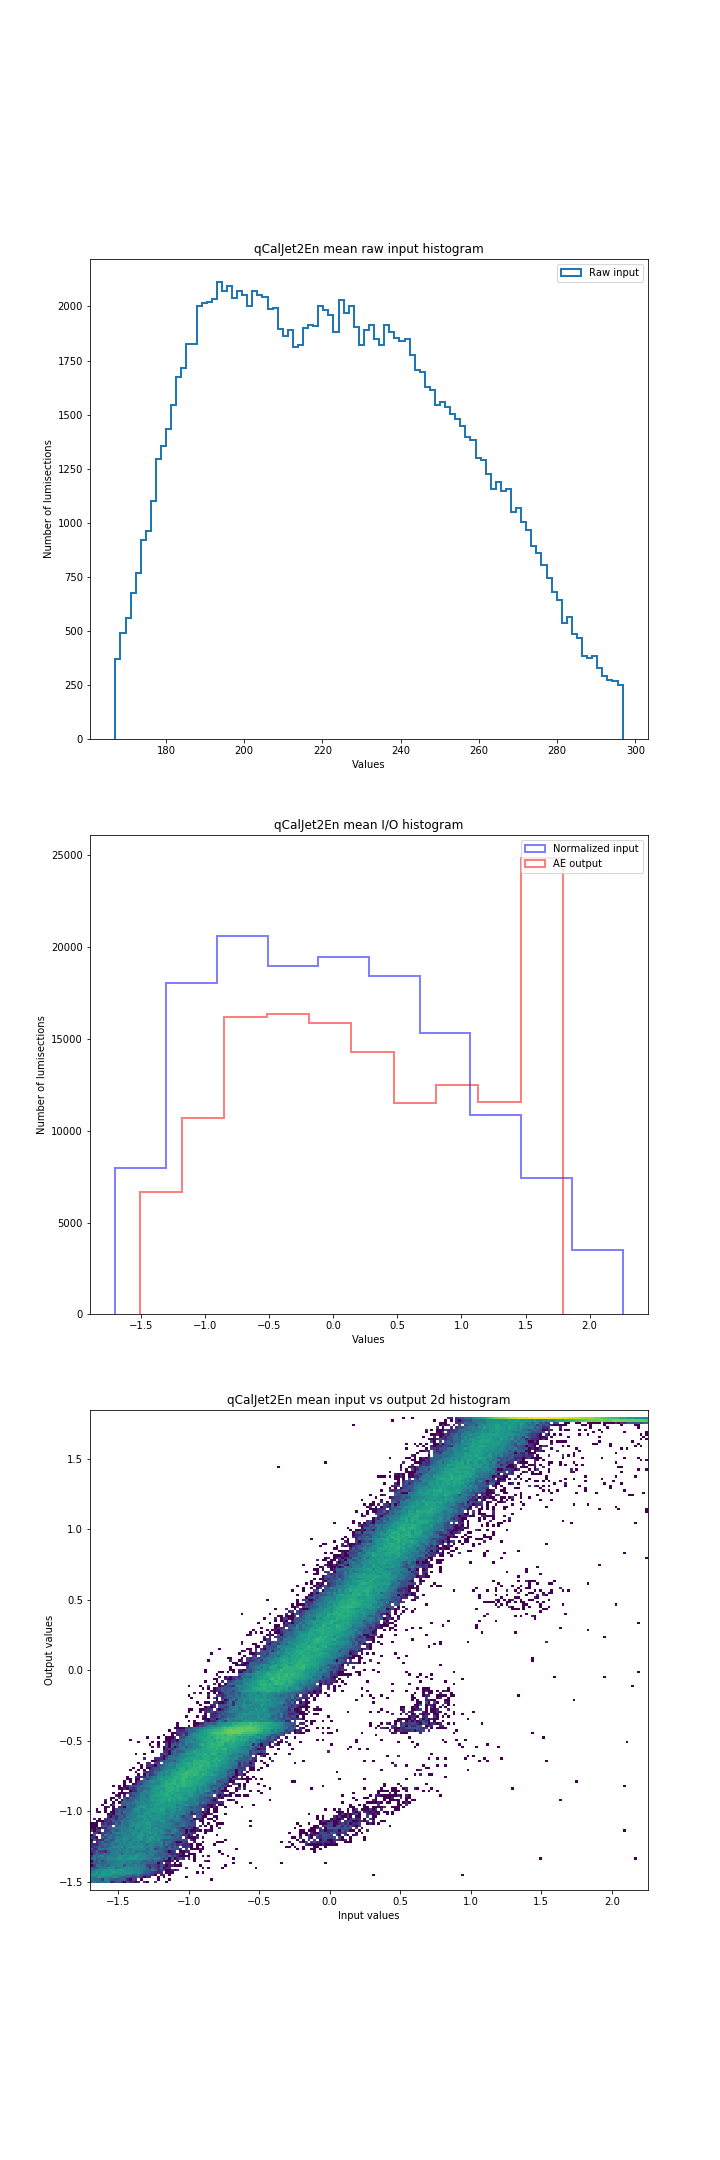 qCalJet2En mean raw input histogram
Raw input
2000
1750
1500
1250
1000
750
500
250
0
Number of lumisections
180 200 220 240 260 280 300
Values
qCalJet2En mean I/O histogram
Normalized input
AE output
25000
20000
15000
10000
5000
0
Number of lumisections
−1.5 −1.0 −0.5 0.0 0.5 1.0 1.5 2.0
Values
qCalJet2En mean input vs output 2d histogram
1.5
1.0
0.5
0.0
−0.5
−1.0
−1.5
Output values
−1.5 −1.0 −0.5 0.0 0.5 1.0 1.5 2.0
Input values